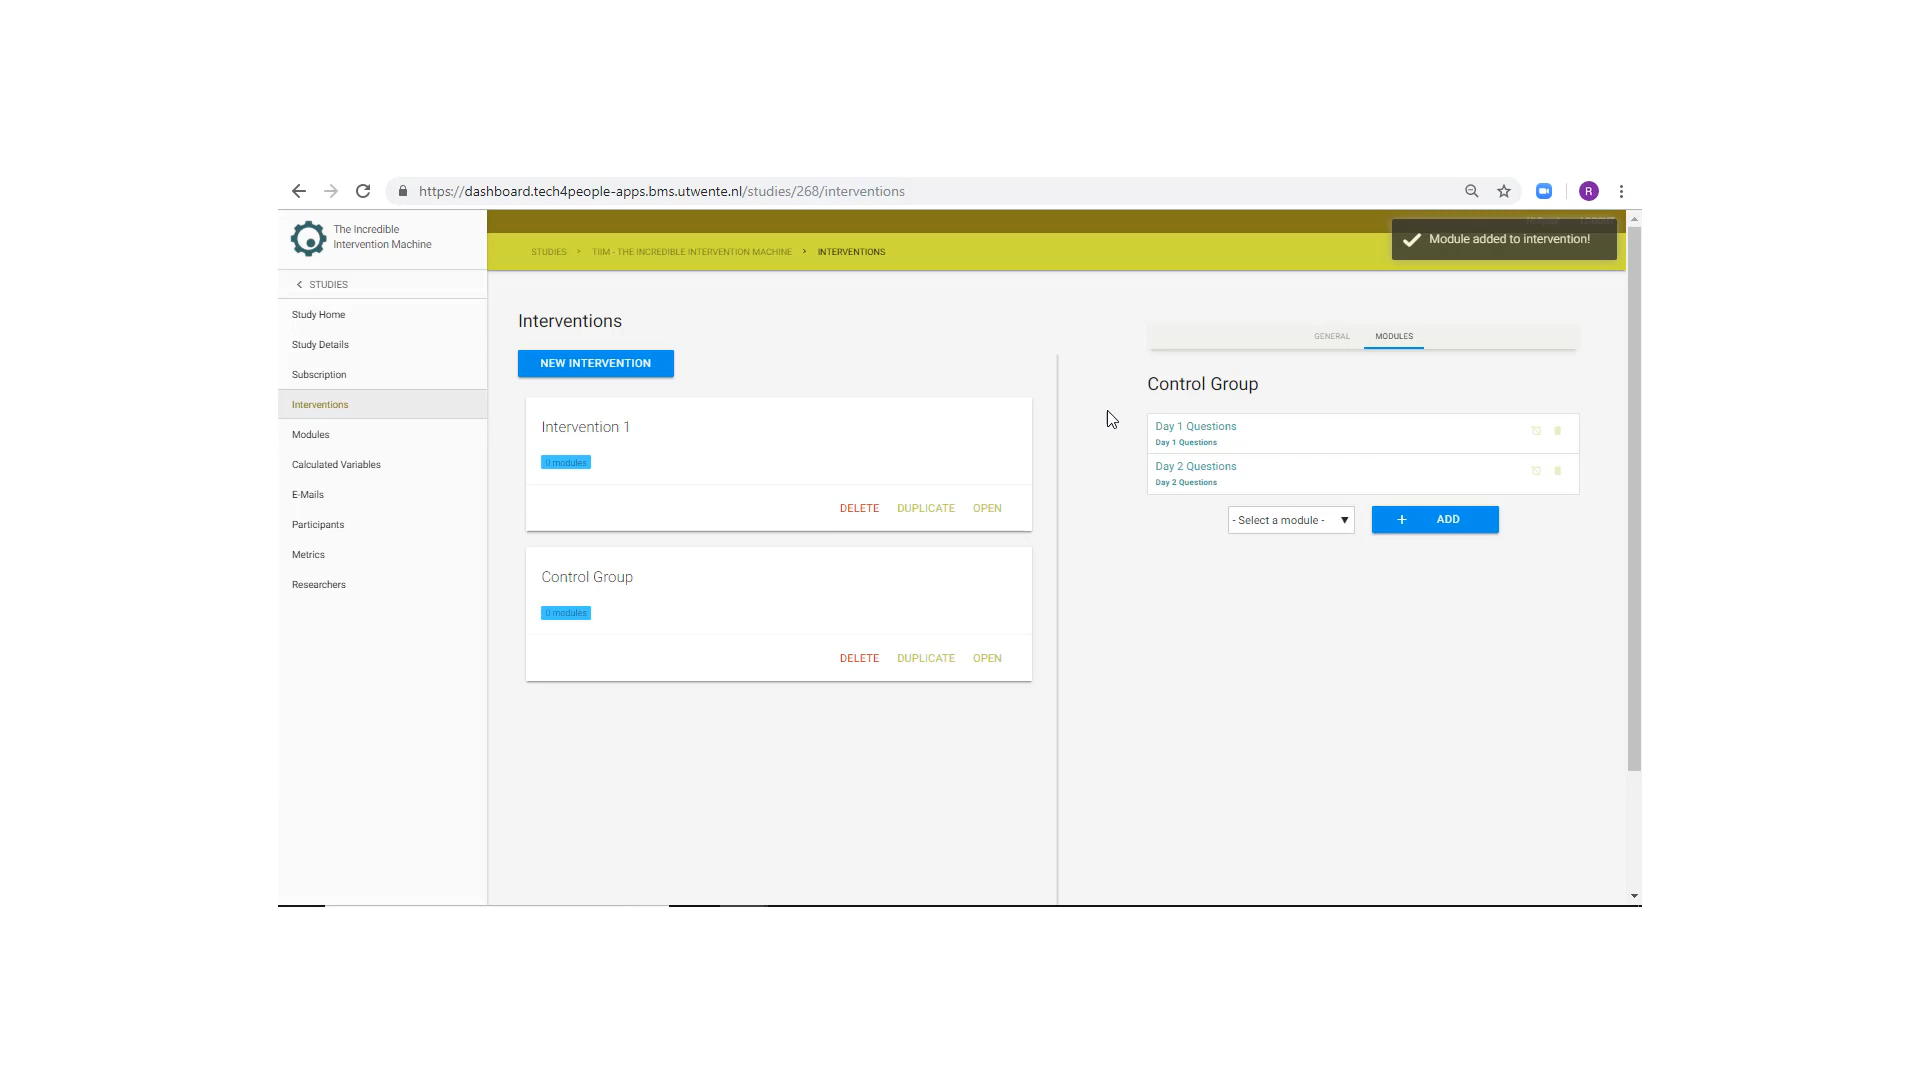 https://dashboard.tech4people-apps.bms.utwente.nl/studies/268/interventions
R
The Incredible
Intervention Machine
STUDIES > TIIM - THE INCREDIBLE INTERVENTION MACHINE > INTERVENTIONS
Module added to intervention!
< STUDIES
Study Home
Study Details
Subscription
Interventions
Modules
Calculated Variables
E-Mails
Participants
Metrics
Researchers
Interventions
NEW INTERVENTION
Intervention 1
0 modules
DELETE DUPLICATE OPEN
Control Group
0 modules
DELETE DUPLICATE OPEN
GENERAL MODULES
Control Group
Day 1 Questions
Day 1 Questions
Day 2 Questions
Day 2 Questions
- Select a module -
+ ADD